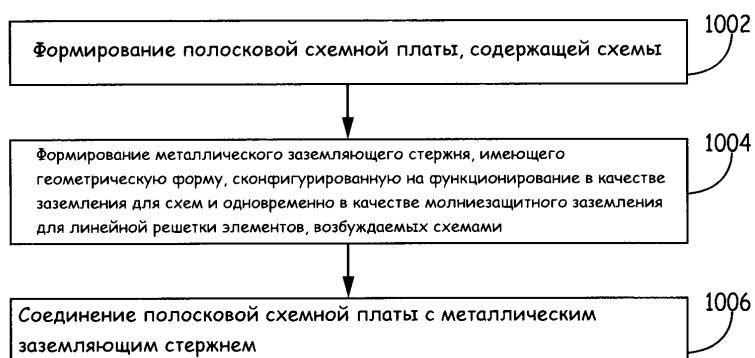 1002
Формирование полосковой схемной платы, содержащей схемы
1004
Формирование металлического заземляющего стержня, имеющего
геометрическую форму, сконфигурированную на функционирование в качестве
заземления для схем и одновременно в качестве молниезащитного заземления
для линейной решетки элементов, возбуждаемых схемами
1006
Соединение полосковой схемной платы с металлическим
заземляющим стержнем